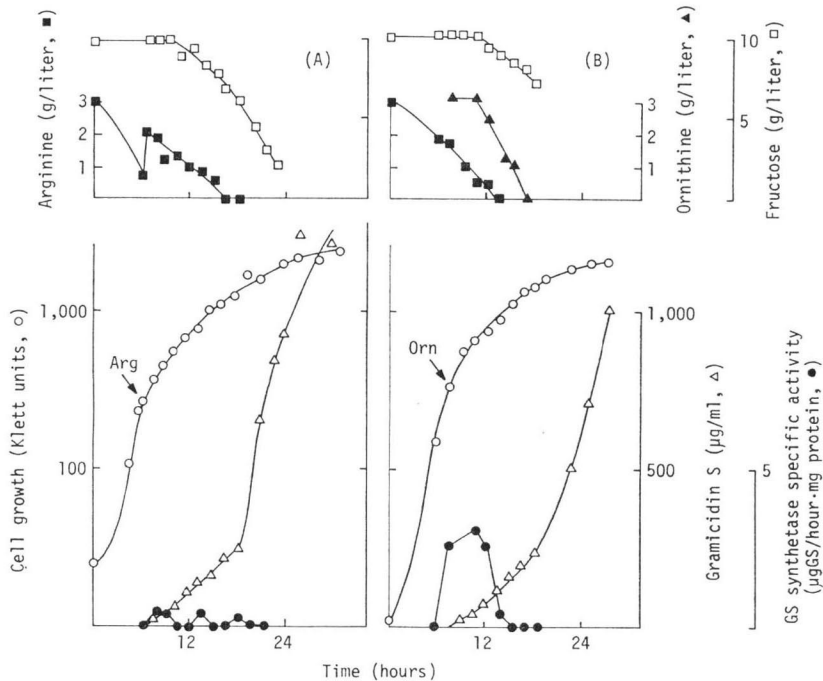 Arginine (g/liter, ■)
3
2
1
(A)
(B)
3
2
1
Ornithine (g/liter, ▲)
10
5
Fructose (g/liter, □)
Cell growth (Klett units, ○)
1,000
100
Arg
Orn
1,000
500
Gramicidin S (μg/ml, △)
5
GS synthetase specific activity
(μgGS/hour·mg protein, ●)
12
24
12
24
Time (hours)